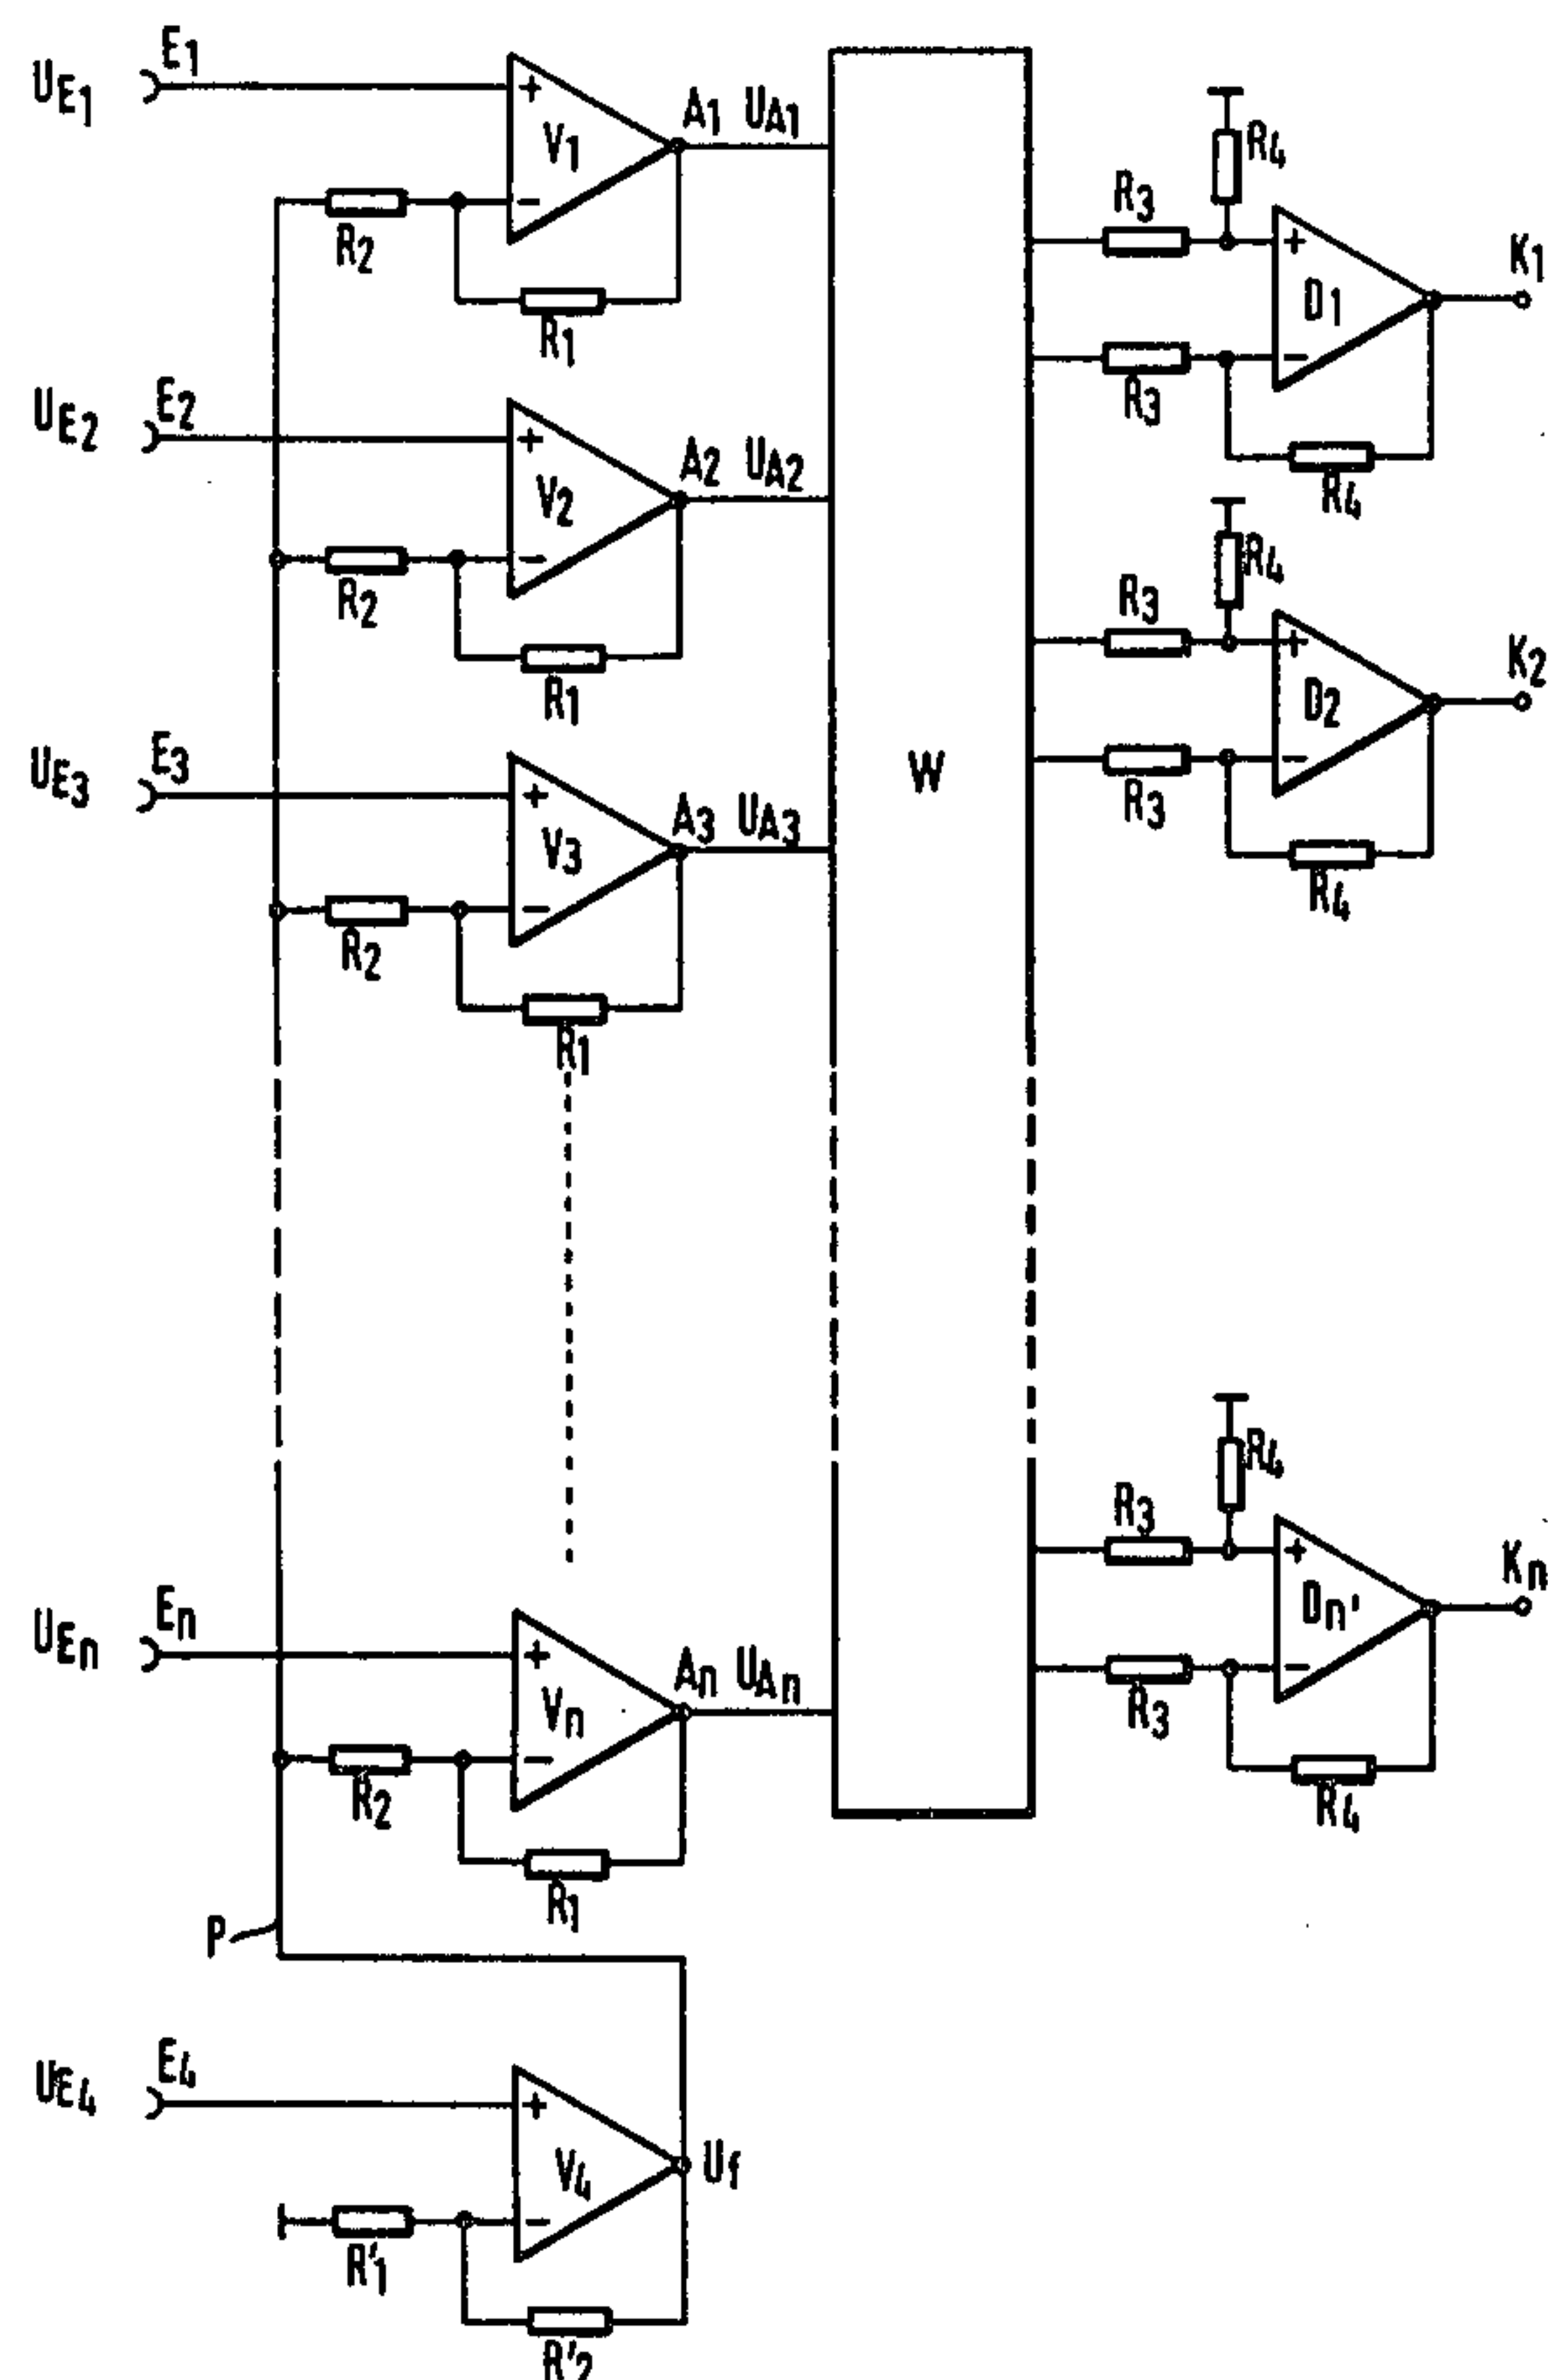 UE1 E1 + V1 - A1 UA1
R2
R1
UE2 E2 + V2 - A2 UA2
R2
R1
UE3 E3 + V3 - A3 UA3
R2
R1
UEn En + Vn - An UAn
R2
R1
P
UE4 E4 + V4 - Uf
R'1
R'2
W
R4
R3 + D1 - K1
R3
R4
R4
R3 + D2 - K2
R3
R4
R4
R3 + Dn' - Kn
R3
R4